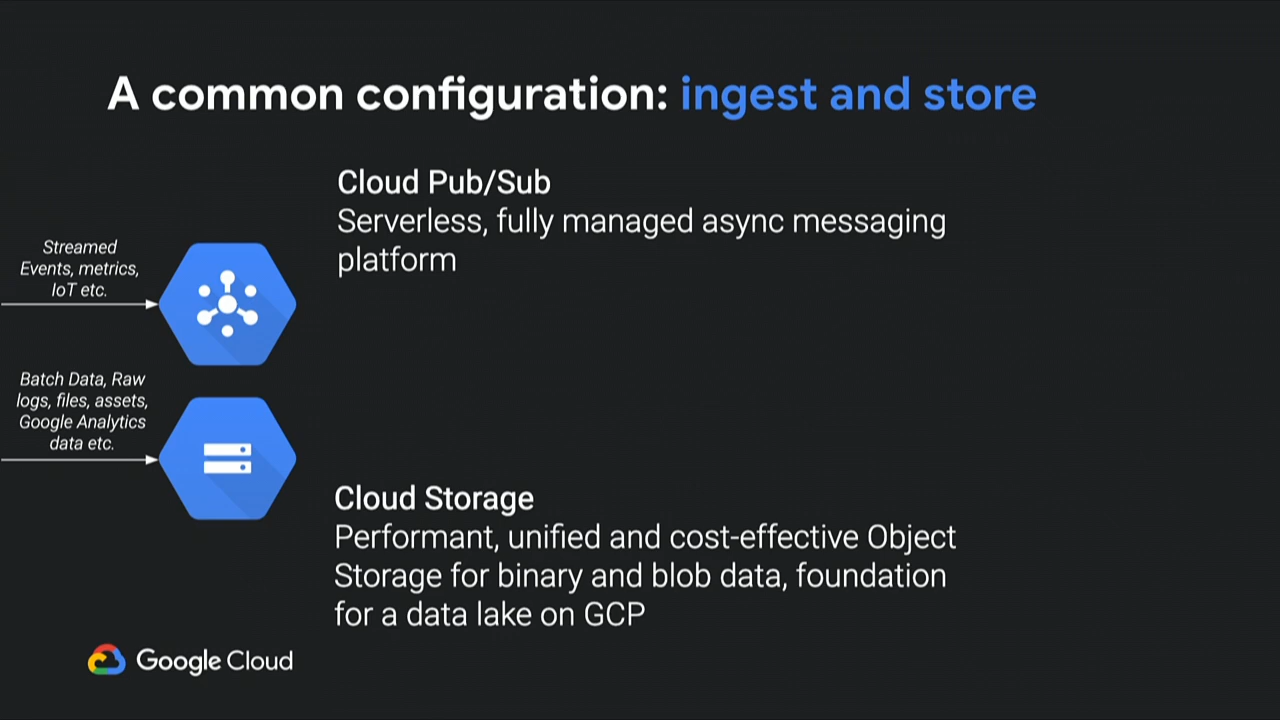 A common configuration: ingest and store
Cloud Pub/Sub
Serverless, fully managed async messaging
platform
Streamed
Events, metrics,
IoT etc.
Batch Data, Raw
logs, files, assets,
Google Analytics
data etc.
Cloud Storage
Performant, unified and cost-effective Object
Storage for binary and blob data, foundation
for a data lake on GCP
Google Cloud